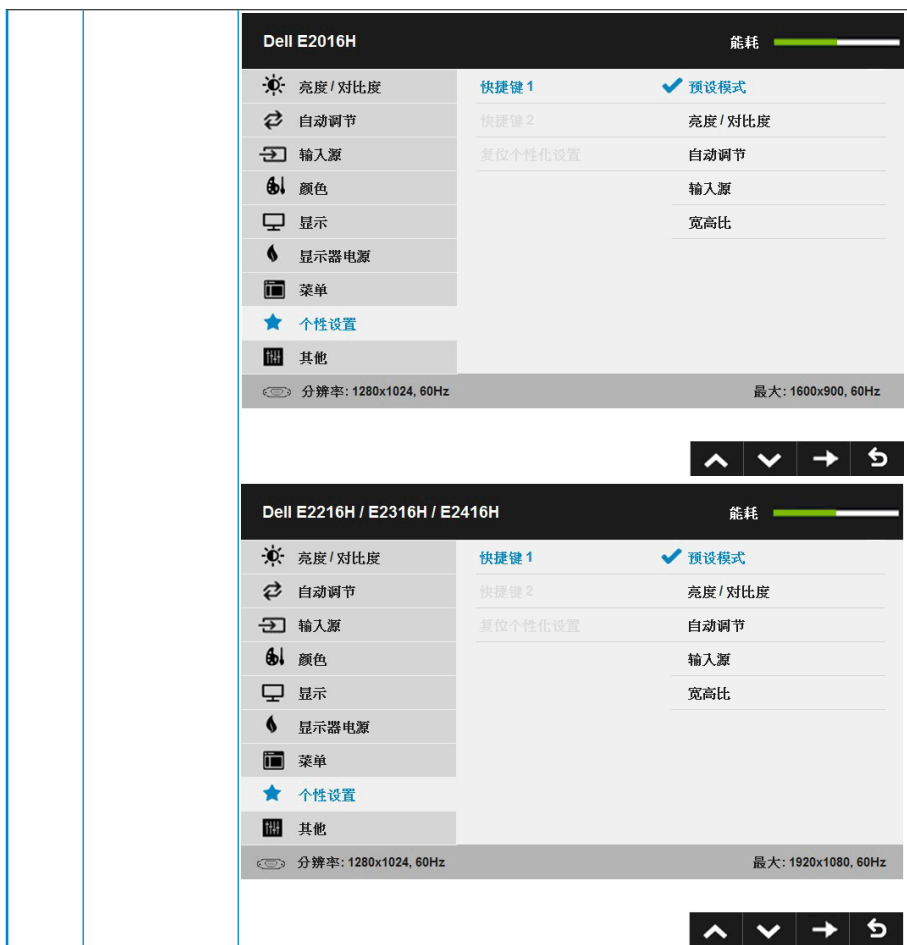 Dell E2016H 能耗
亮度 / 对比度 快捷键 1 预设模式
自动调节 快捷键 2 亮度 / 对比度
输入源 复位个性化设置 自动调节
颜色 输入源
显示 宽高比
显示器电源
菜单
个性设置
其他
分辨率: 1280x1024, 60Hz 最大: 1600x900, 60Hz
Dell E2216H / E2316H / E2416H 能耗
亮度 / 对比度 快捷键 1 预设模式
自动调节 快捷键 2 亮度 / 对比度
输入源 复位个性化设置 自动调节
颜色 输入源
显示 宽高比
显示器电源
菜单
个性设置
其他
分辨率: 1280x1024, 60Hz 最大: 1920x1080, 60Hz